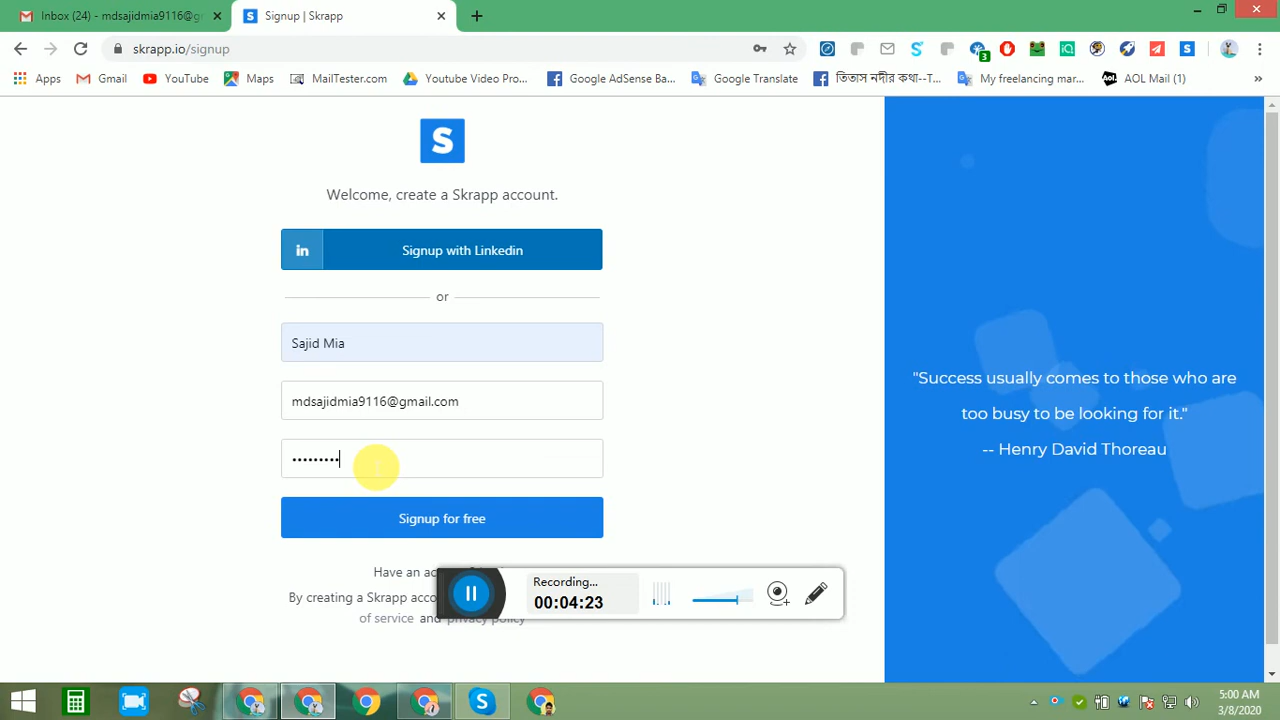 Inbox (24) - mdsajidmia9116@g
Signup | Skrapp
skrapp.io/signup
3
Apps
Gmail
YouTube
Maps
MailTester.com
Youtube Video Pro...
Google AdSense Ba...
Google Translate
তিতাস নদীর কথা--T...
My freelancing mar...
Aol.
AOL Mail (1)
»
S
Welcome, create a Skrapp account.
in
Signup with Linkedin
or
Sajid Mia
mdsajidmia9116@gmail.com
•••••••••
Signup for free
Have an ac
By creating a Skrapp acco
of service and privacy policy
Recording...
00:04:23
"Success usually comes to those who are
too busy to be looking for it."
-- Henry David Thoreau
5:00 AM
3/8/2020